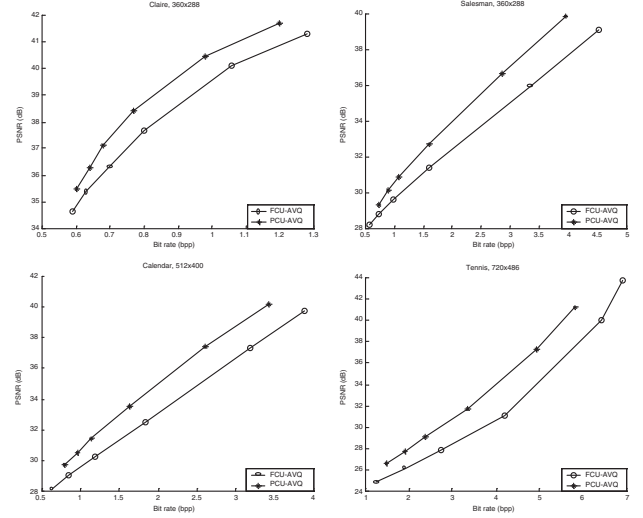 Claire, 360x288
42
41
40
39
38
37
36
35
34
PSNR (dB)
0.5 0.6 0.7 0.8 0.9 1 1.1 1.2 1.3
Bit rate (bpp)
FCU-AVQ
PCU-AVQ
Salesman, 360x288
40
38
36
34
32
30
28
PSNR (dB)
0.5 1 1.5 2 2.5 3 3.5 4 4.5 5
Bit rate (bpp)
FCU-AVQ
PCU-AVQ
Calendar, 512x400
42
40
38
36
34
32
30
28
PSNR (dB)
0.5 1 1.5 2 2.5 3 3.5 4
Bit rate (bpp)
FCU-AVQ
PCU-AVQ
Tennis, 720x486
44
42
40
38
36
34
32
30
28
26
24
PSNR (dB)
1 2 3 4 5 6 7
Bit rate (bpp)
FCU-AVQ
PCU-AVQ